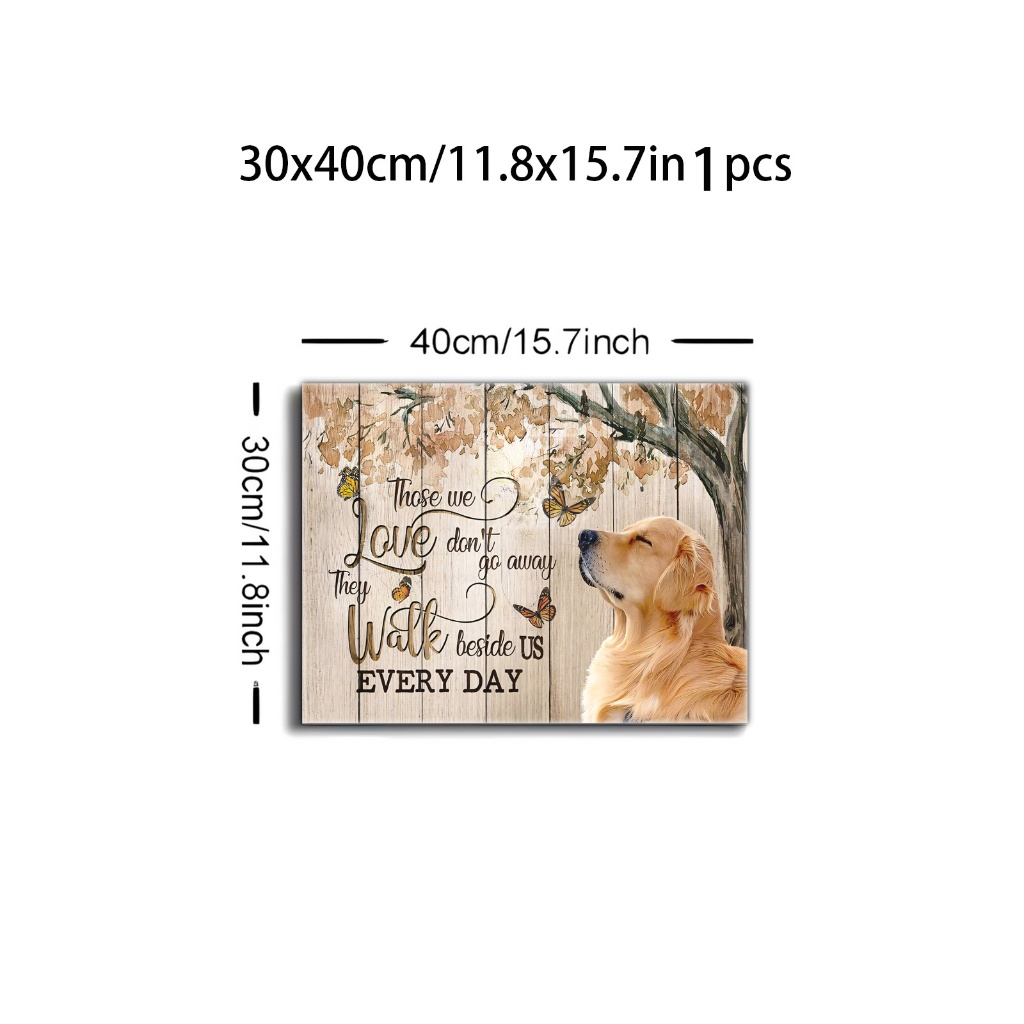 30x40cm/11.8x15.7in 1 pcs
40cm/15.7inch
30cm/11.8inch
Those we
Love don't
go away
They
Walk beside US
EVERY DAY